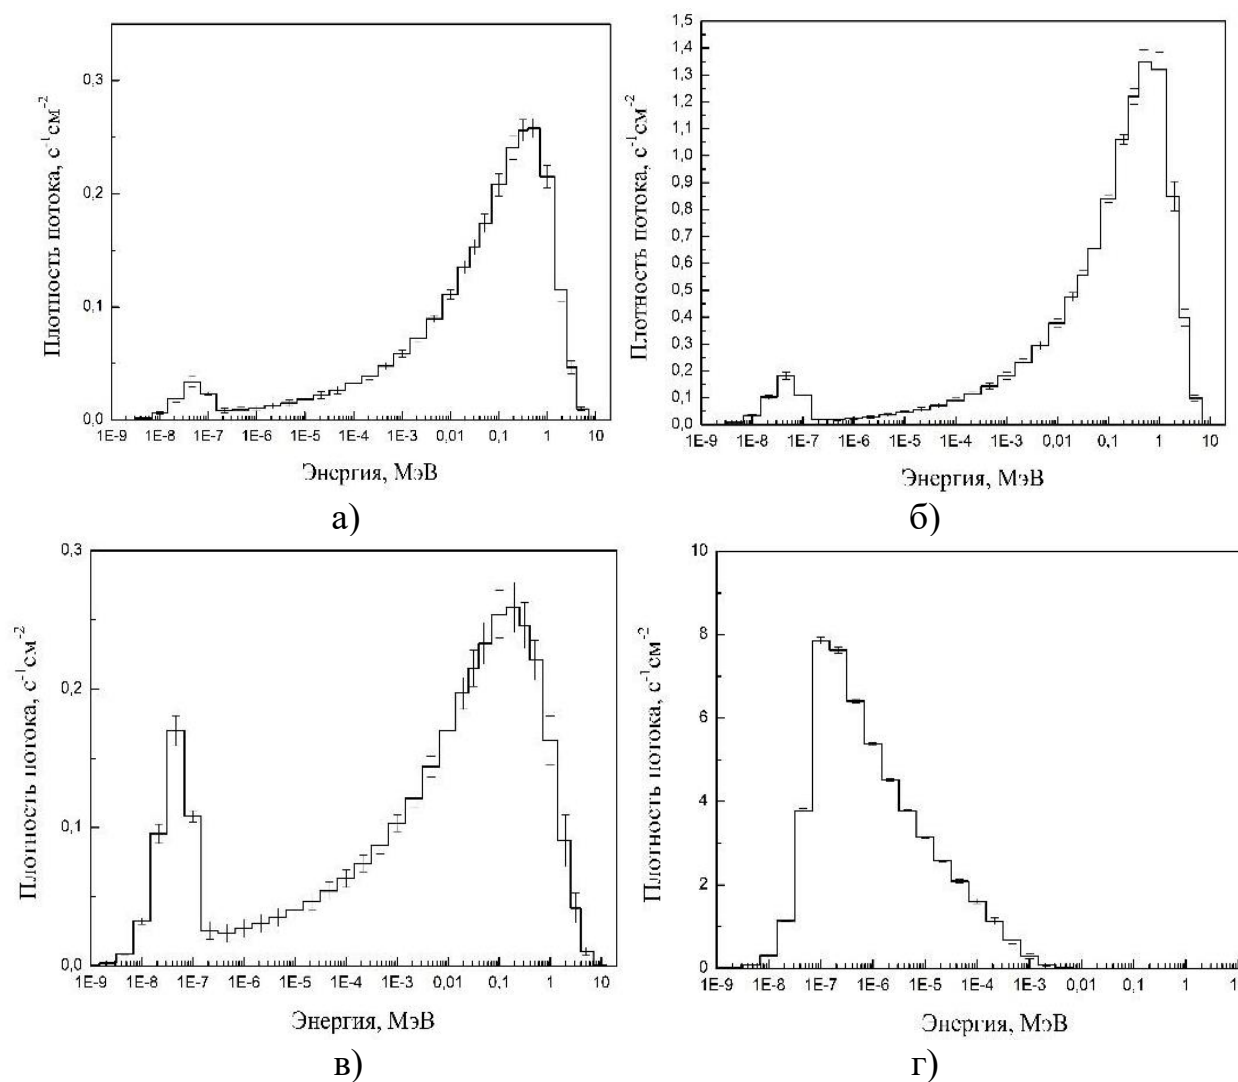 Плотность потока, с⁻¹см⁻²
0,3
0,2
0,1
0,0
1E-9 1E-8 1E-7 1E-6 1E-5 1E-4 1E-3 0,01 0,1 1 10
Энергия, МэВ
а)
Плотность потока, с⁻¹см⁻²
1,5
1,4
1,3
1,2
1,1
1,0
0,9
0,8
0,7
0,6
0,5
0,4
0,3
0,2
0,1
0,0
1E-9 1E-8 1E-7 1E-6 1E-5 1E-4 1E-3 0,01 0,1 1 10
Энергия, МэВ
б)
Плотность потока, с⁻¹см⁻²
0,3
0,2
0,1
0,0
1E-9 1E-8 1E-7 1E-6 1E-5 1E-4 1E-3 0,01 0,1 1 10
Энергия, МэВ
в)
Плотность потока, с⁻¹см⁻²
10
8
6
4
2
0
1E-9 1E-8 1E-7 1E-6 1E-5 1E-4 1E-3 0,01 0,1 1 1
Энергия, МэВ
г)